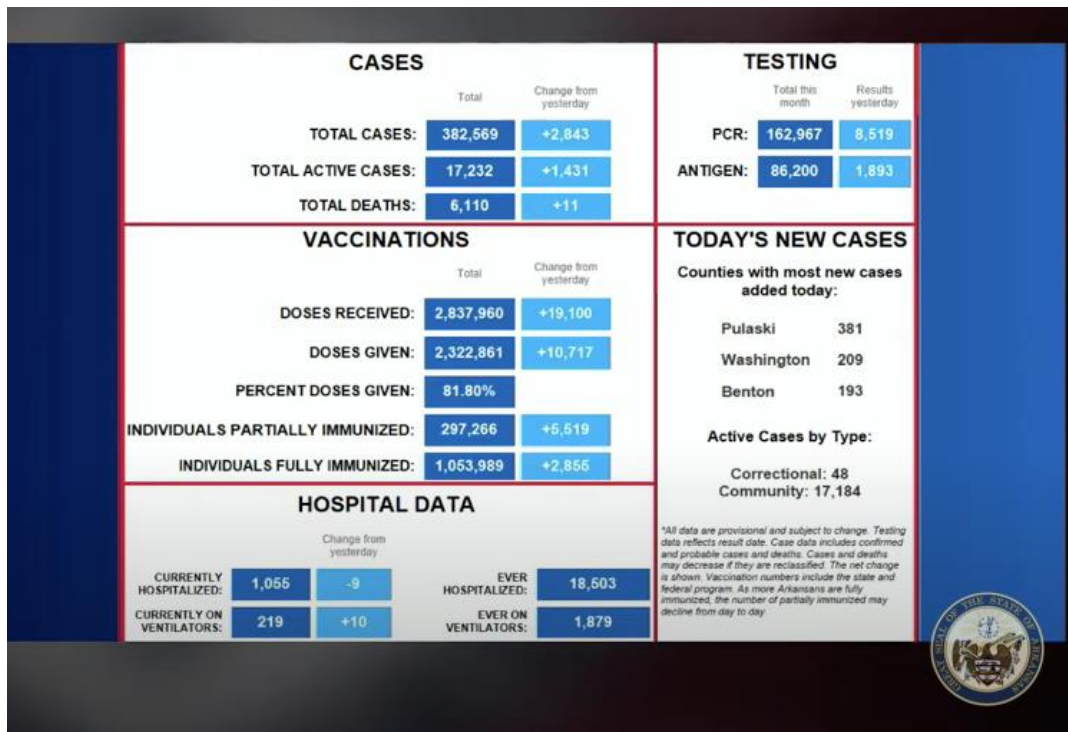 CASES
Total
Change from
yesterday
TOTAL CASES: 382,569 +2,843
TOTAL ACTIVE CASES: 17,232 +1,431
TOTAL DEATHS: 6,110 +11
TESTING
Total this
month
Results
yesterday
PCR: 162,967 8,519
ANTIGEN: 86,200 1,893
VACCINATIONS
Total
Change from
yesterday
DOSES RECEIVED: 2,837,960 +19,100
DOSES GIVEN: 2,322,861 +10,717
PERCENT DOSES GIVEN: 81.80%
INDIVIDUALS PARTIALLY IMMUNIZED: 297,266 +5,519
INDIVIDUALS FULLY IMMUNIZED: 1,053,989 +2,855
TODAY'S NEW CASES
Counties with most new cases
added today:
Pulaski 381
Washington 209
Benton 193
Active Cases by Type:
Correctional: 48
Community: 17,184
*All data are provisional and subject to change. Testing
data reflects result date. Case data includes confirmed
and probable cases and deaths. Cases and deaths
may decrease if they are reclassified. The net change
is shown. Vaccination numbers include the state and
federal program. As more Arkansans are fully
immunized, the number of partially immunized may
decline from day to day
HOSPITAL DATA
Change from
yesterday
CURRENTLY
HOSPITALIZED: 1,055 -9
CURRENTLY ON
VENTILATORS: 219 +10
EVER
HOSPITALIZED: 18,503
EVER ON
VENTILATORS: 1,879
GREAT SEAL OF THE STATE OF ARKANSAS